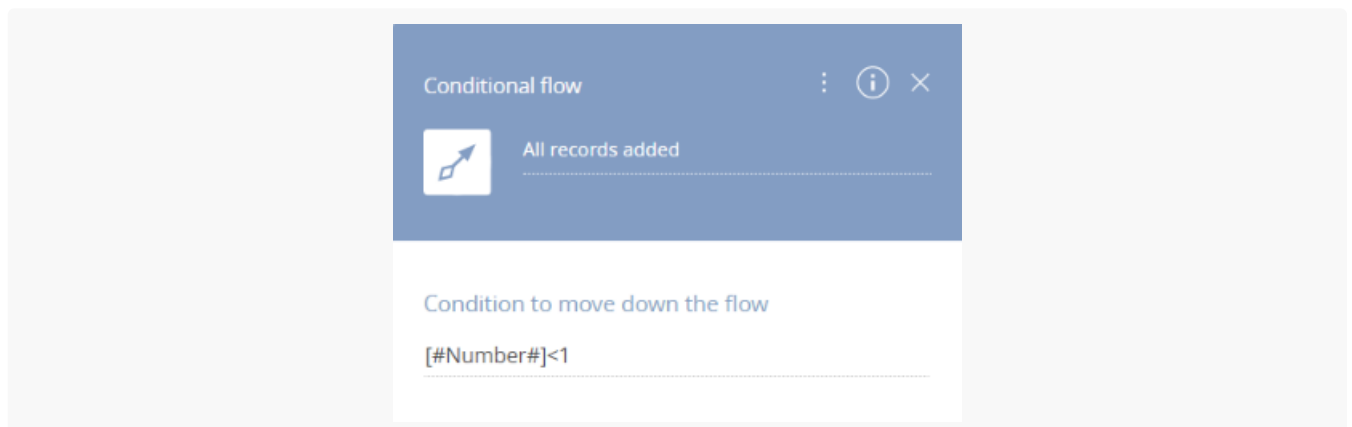 Conditional flow
All records added
Condition to move down the flow
[#Number#]<1